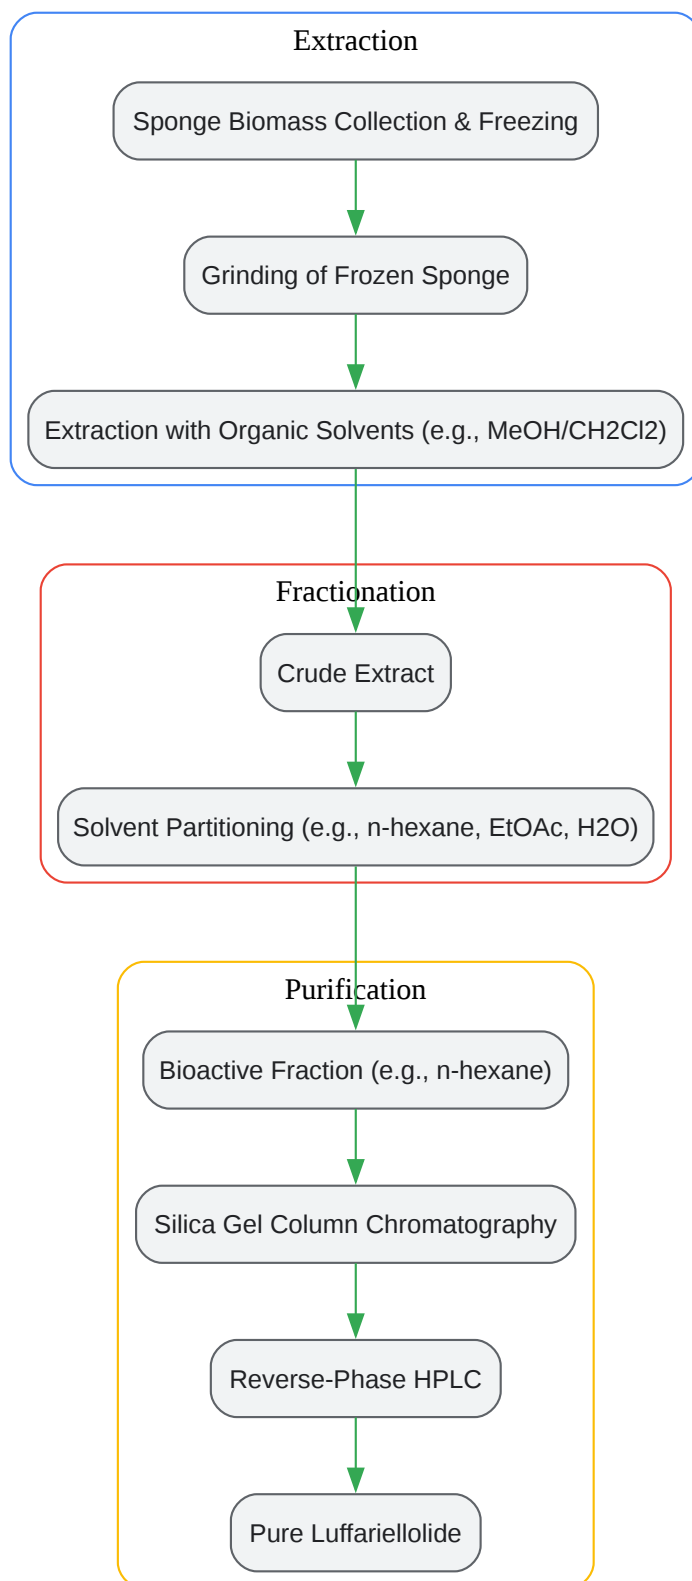 Extraction
Sponge Biomass Collection & Freezing
Grinding of Frozen Sponge
Extraction with Organic Solvents (e.g., MeOH/CH2Cl2)
Fractionation
Crude Extract
Solvent Partitioning (e.g., n-hexane, EtOAc, H2O)
Purification
Bioactive Fraction (e.g., n-hexane)
Silica Gel Column Chromatography
Reverse-Phase HPLC
Pure Luffariellolide